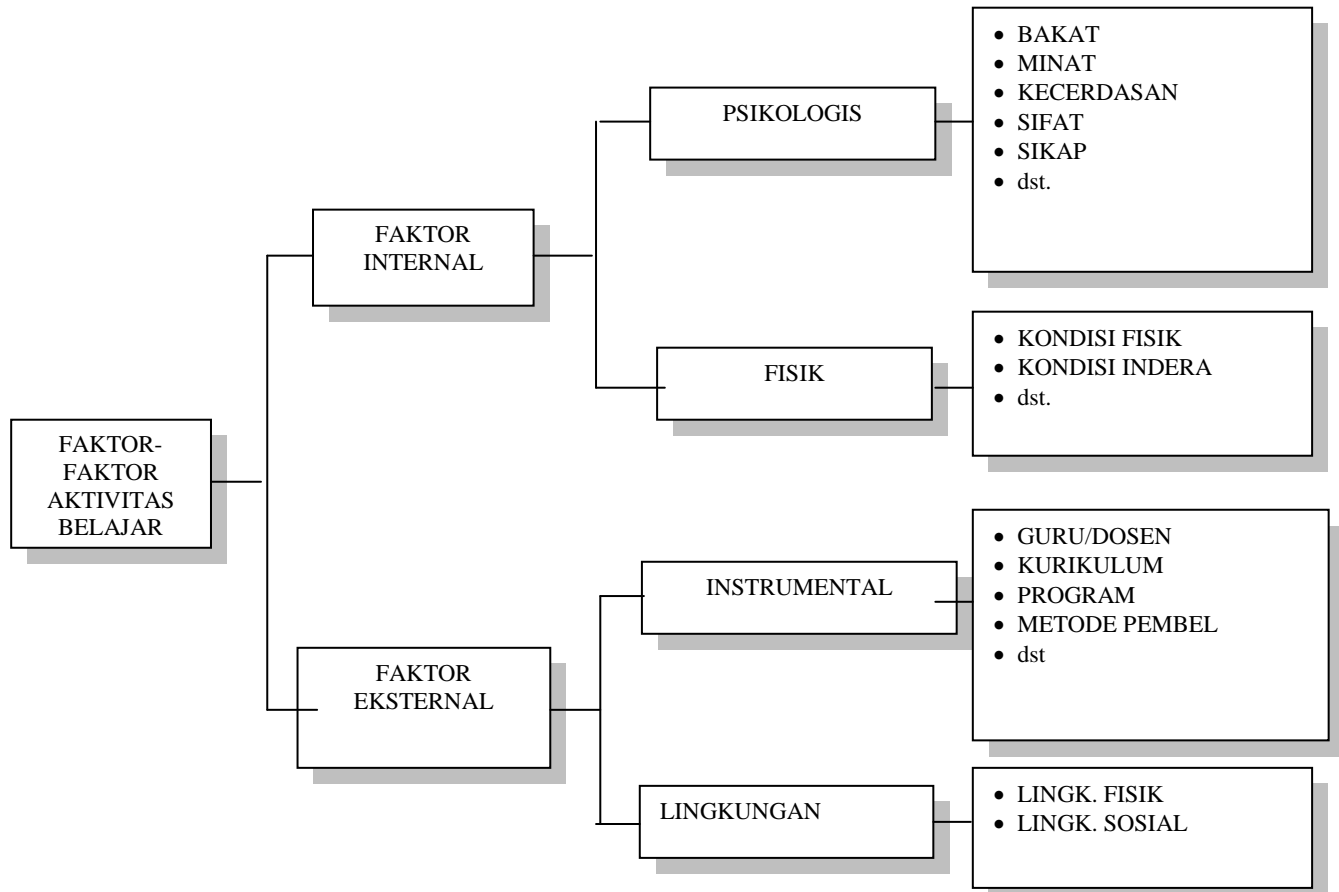 FAKTOR-
FAKTOR
AKTIVITAS
BELAJAR
FAKTOR
INTERNAL
PSIKOLOGIS
• BAKAT
• MINAT
• KECERDASAN
• SIFAT
• SIKAP
• dst.
FISIK
• KONDISI FISIK
• KONDISI INDERA
• dst.
FAKTOR
EKSTERNAL
INSTRUMENTAL
• GURU/DOSEN
• KURIKULUM
• PROGRAM
• METODE PEMBEL
• dst
LINGKUNGAN
• LINGK. FISIK
• LINGK. SOSIAL